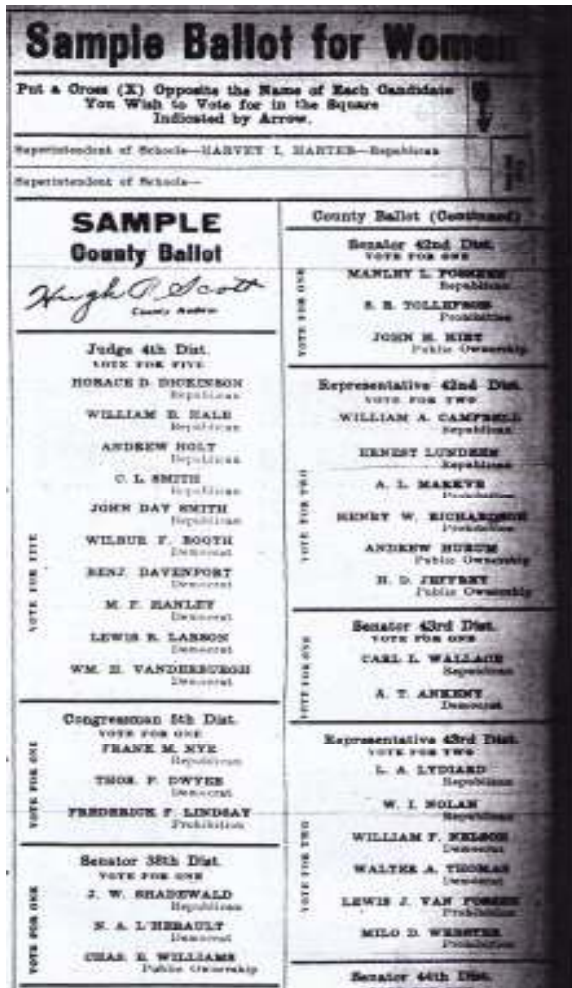 Sample Ballot for Women
Put a Cross (X) Opposite the Name of Each Candidate
You Wish to Vote for in the Square
Indicated by Arrow.
Superintendent of Schools—HARVEY L HARTER—Republican
Superintendent of Schools—
SAMPLE
County Ballot
Hugh R. Scott
County Auditor
Judge 4th Dist.
VOTE FOR FIVE
VOTE FOR FIVE
HORACE D. DICKINSON
Republican
WILLIAM E. HALE
Republican
ANDREW HOLT
Republican
C. L. SMITH
Republican
JOHN DAY SMITH
Republican
WILBUR F. BOOTH
Democrat
BENJ. DAVENPORT
Democrat
M. F. HANLEY
Democrat
LEWIS R. LARSON
Democrat
WM. H. VANDERBURGH
Democrat
Congressman 5th Dist.
VOTE FOR ONE
VOTE FOR ONE
FRANK M. NYE
Republican
THOS. P. DWYER
Democrat
FREDERICK F. LINDSAY
Prohibition
Senator 38th Dist.
VOTE FOR ONE
VOTE FOR ONE
J. W. SHADEWALD
Republican
N. A. L'HERAULT
Democrat
CHAS. E. WILLIAMS
Public Ownership
County Ballot (Continued)
Senator 42nd Dist.
VOTE FOR ONE
VOTE FOR ONE
MANLEY L.
Republican
S. R. TOLLEFSON
Prohibition
JOHN H.
Public Ownership
Representative 42nd Dist.
VOTE FOR TWO
VOTE FOR TWO
WILLIAM A. CAMPBELL
Republican
ERNEST LUNDEEN
Republican
A. L.
Prohibition
HENRY W. RICHARDSON
Prohibition
ANDREW
Public Ownership
H. D. JEFFREY
Public Ownership
Senator 43rd Dist.
VOTE FOR ONE
VOTE FOR ONE
CARL L. WALLACE
Republican
A. T. ANKENY
Democrat
Representative 43rd Dist.
VOTE FOR TWO
VOTE FOR TWO
L. A. LYDIARD
Republican
W. I. NOLAN
Republican
WILLIAM F. NELSON
Democrat
WALTER A. THOMAS
Democrat
LEWIS J. VAN
Prohibition
MILO D. WEBSTER
Prohibition
Senator 44th Dist.